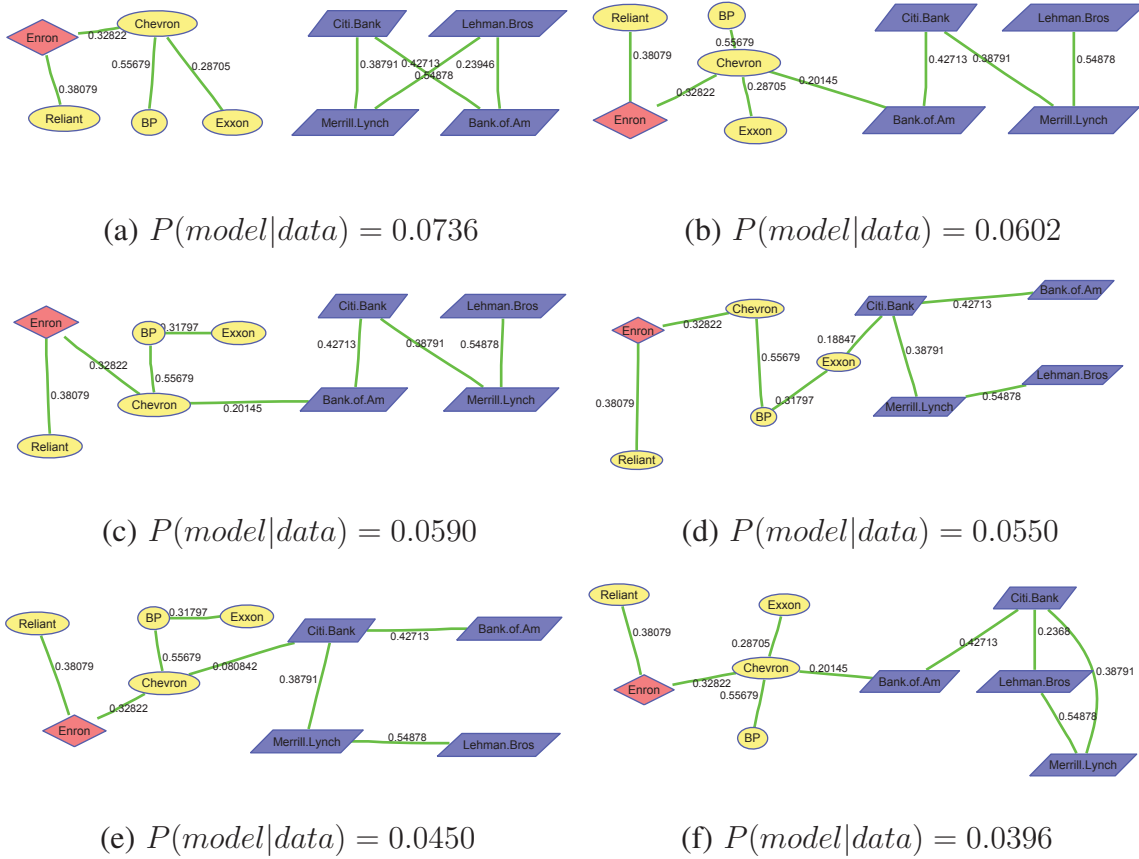 Chevron
Enron
0.32822
0.55679
0.28705
0.38079
Reliant
BP
Exxon
Citi.Bank
Lehman.Bros
0.38791
0.42713
0.54878
0.23946
Merrill.Lynch
Bank.of.Am
(a) P(model|data) = 0.0736
Reliant
BP
0.55679
Chevron
0.38079
0.32822
0.28705
0.20145
Enron
Exxon
Citi.Bank
Lehman.Bros
0.42713
0.38791
0.54878
Bank.of.Am
Merrill.Lynch
(b) P(model|data) = 0.0602
Enron
BP
0.31797
Exxon
0.32822
0.55679
0.38079
Chevron
0.20145
Reliant
Citi.Bank
Lehman.Bros
0.42713
0.38791
0.54878
Bank.of.Am
Merrill.Lynch
(c) P(model|data) = 0.0590
Chevron
Enron
0.32822
0.55679
0.38079
BP
0.31797
Reliant
Exxon
0.18847
Citi.Bank
0.42713
Bank.of.Am
0.38791
Lehman.Bros
Merrill.Lynch
0.54878
(d) P(model|data) = 0.0550
Reliant
BP
0.31797
Exxon
0.38079
0.55679
0.080842
Chevron
0.32822
Enron
Citi.Bank
0.42713
Bank.of.Am
0.38791
Merrill.Lynch
0.54878
Lehman.Bros
(e) P(model|data) = 0.0450
Reliant
Exxon
0.38079
0.28705
Chevron
0.20145
0.32822
0.55679
Enron
BP
Citi.Bank
0.42713
0.2368
0.38791
Bank.of.Am
Lehman.Bros
0.54878
Merrill.Lynch
(f) P(model|data) = 0.0396